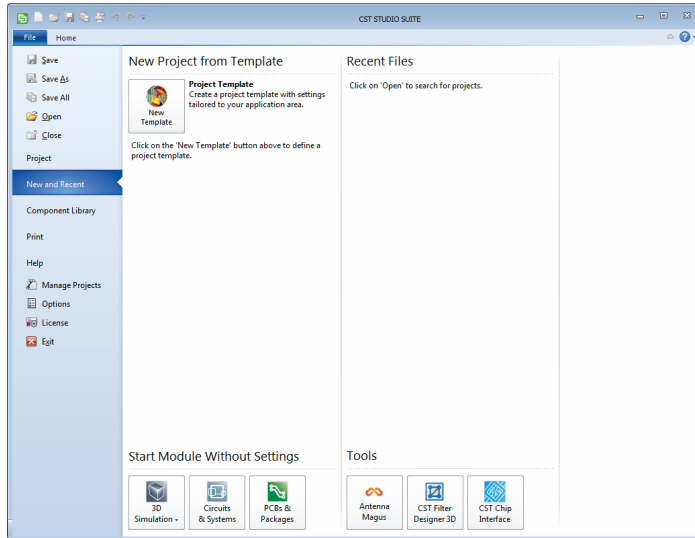 CST STUDIO SUITE
File Home
Save
Save As
Save All
Open
Close
Project
New and Recent
Component Library
Print
Help
Manage Projects
Options
License
Exit
New Project from Template
New
Template
Project Template
Create a project template with settings
tailored to your application area.
Click on the 'New Template' button above to define a
project template.
Recent Files
Click on 'Open' to search for projects.
Start Module Without Settings
3D
Simulation
Circuits
& Systems
PCBs &
Packages
Tools
Antenna
Magus
CST Filter
Designer 3D
CST Chip
Interface